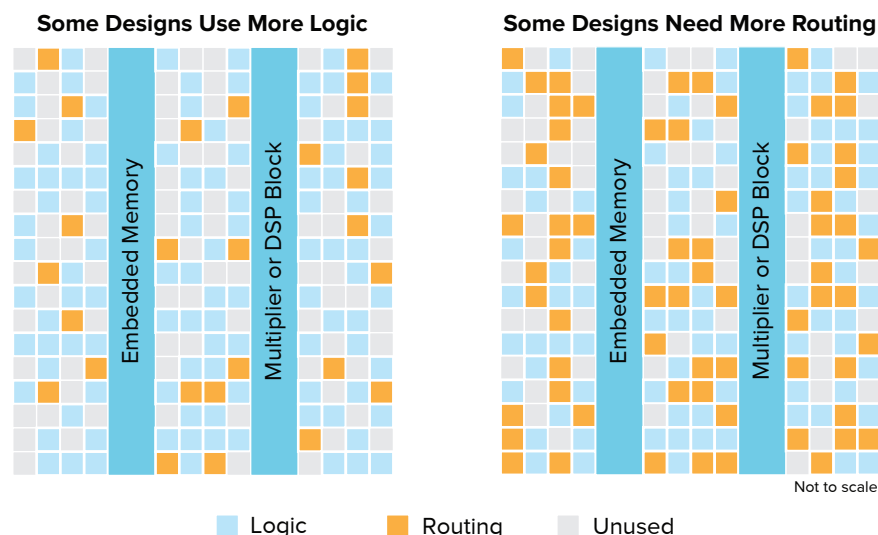 Some Designs Use More Logic
Some Designs Need More Routing
Embedded Memory
Multiplier or DSP Block
Embedded Memory
Multiplier or DSP Block
Not to scale
Logic
Routing
Unused